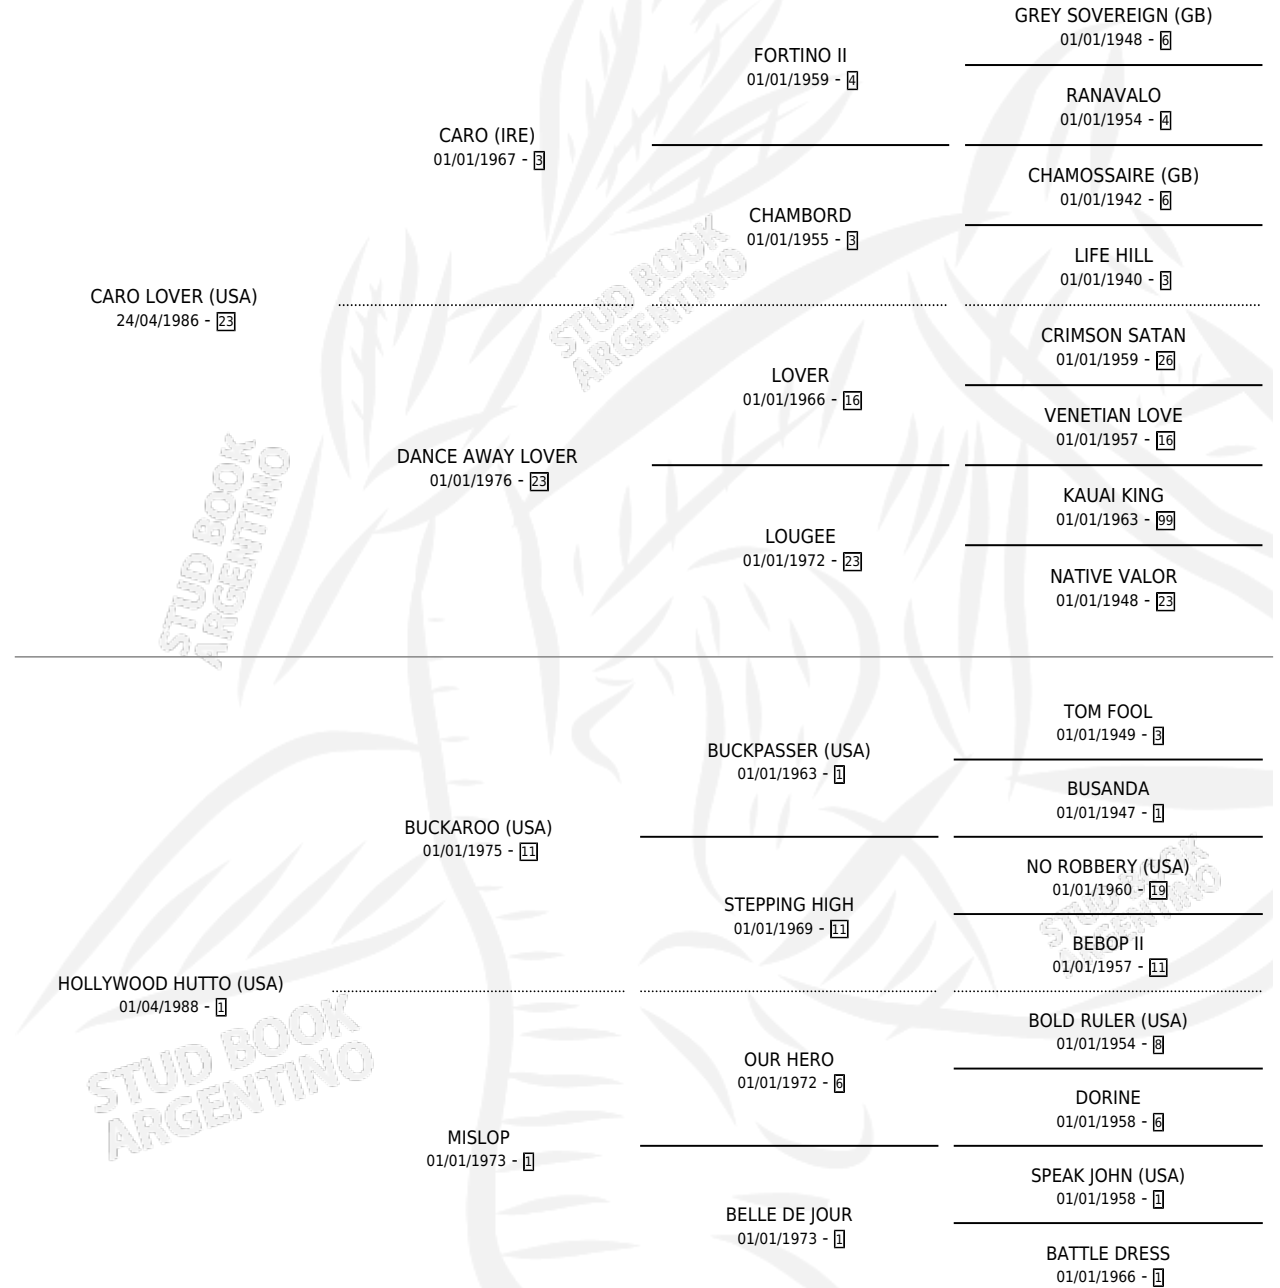 GREY SOVEREIGN (GB)
01/01/1948 - 6
FORTINO II
01/01/1959 - 4
RANAVALO
01/01/1954 - 4
CARO (IRE)
01/01/1967 - 3
CHAMOSSAIRE (GB)
01/01/1942 - 6
CHAMBORD
01/01/1955 - 3
LIFE HILL
01/01/1940 - 3
CARO LOVER (USA)
24/04/1986 - 23
CRIMSON SATAN
01/01/1959 - 26
LOVER
01/01/1966 - 16
VENETIAN LOVE
01/01/1957 - 16
DANCE AWAY LOVER
01/01/1976 - 23
KAUAI KING
01/01/1963 - 99
LOUGEE
01/01/1972 - 23
NATIVE VALOR
01/01/1948 - 23
TOM FOOL
01/01/1949 - 3
BUCKPASSER (USA)
01/01/1963 - 1
BUSANDA
01/01/1947 - 1
BUCKAROO (USA)
01/01/1975 - 11
NO ROBBERY (USA)
01/01/1960 - 19
STEPPING HIGH
01/01/1969 - 11
BEBOP II
01/01/1957 - 11
HOLLYWOOD HUTTO (USA)
01/04/1988 - 1
BOLD RULER (USA)
01/01/1954 - 8
OUR HERO
01/01/1972 - 6
DORINE
01/01/1958 - 6
MISLOP
01/01/1973 - 1
SPEAK JOHN (USA)
01/01/1958 - 1
BELLE DE JOUR
01/01/1973 - 1
BATTLE DRESS
01/01/1966 - 1
STUD BOOK
ARGENTINO
STUD BOOK
ARGENTINO
STUD BOOK
ARGENTINO
STUD BOOK
ARGENTINO